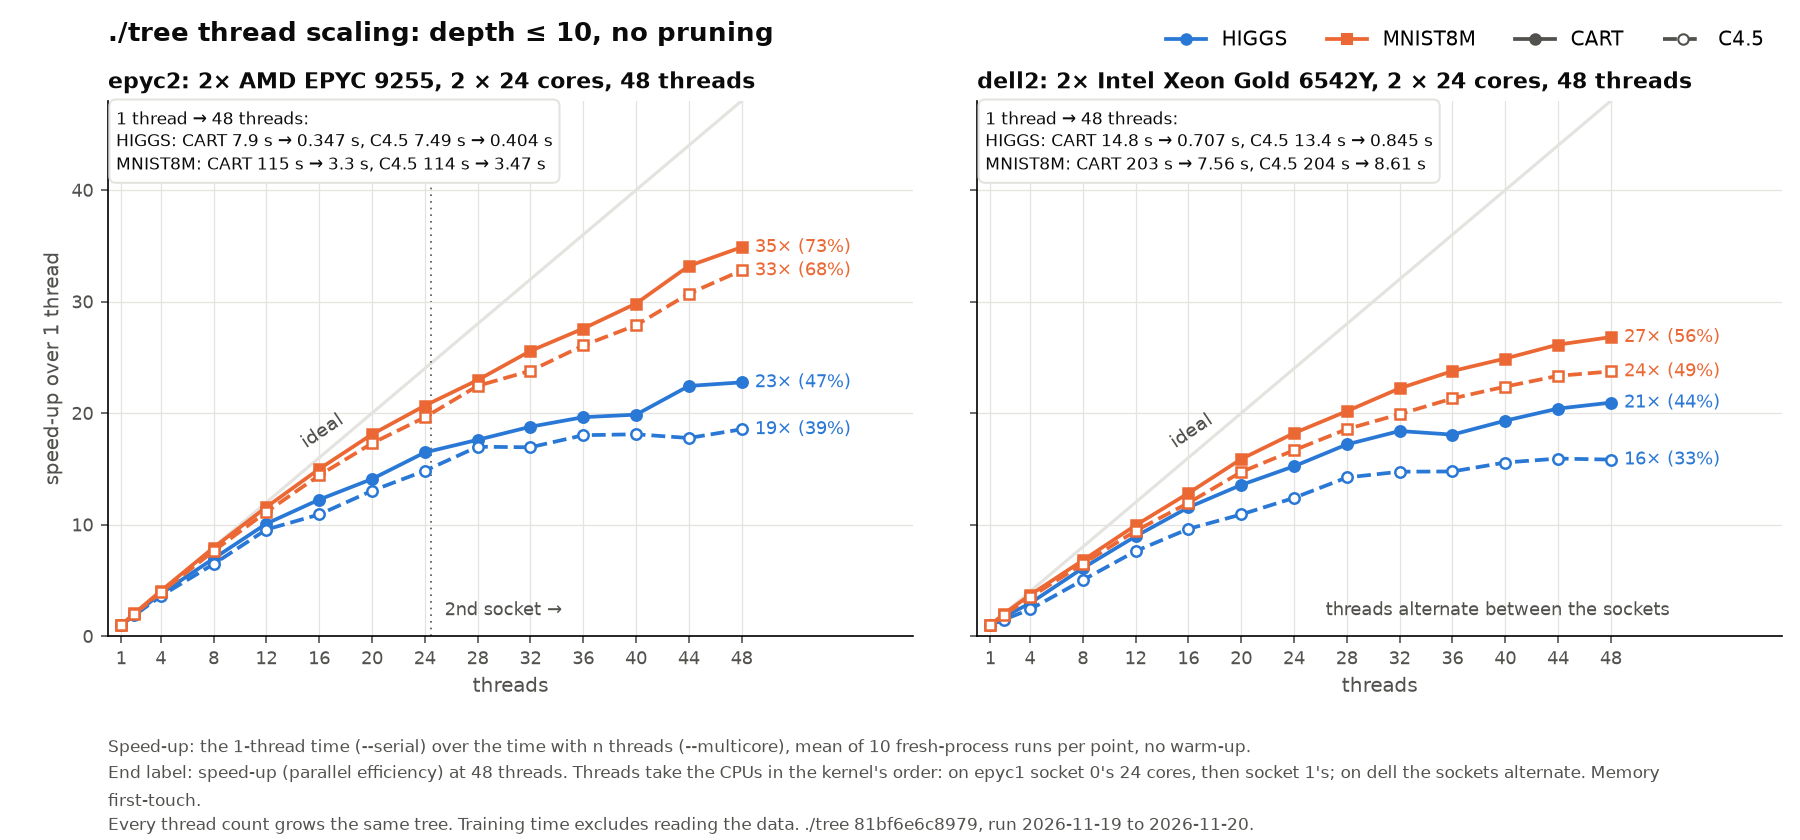 ./tree thread scaling: depth ≤ 10, no pruning
HIGGS
MNIST8M
CART
C4.5
epyc2: 2× AMD EPYC 9255, 2 × 24 cores, 48 threads
1 thread → 48 threads:
HIGGS: CART 7.9 s → 0.347 s, C4.5 7.49 s → 0.404 s
MNIST8M: CART 115 s → 3.3 s, C4.5 114 s → 3.47 s
speed-up over 1 thread
40
30
20
10
0
ideal
35× (73%)
33× (68%)
23× (47%)
19× (39%)
2nd socket →
1 4 8 12 16 20 24 28 32 36 40 44 48
threads
dell2: 2× Intel Xeon Gold 6542Y, 2 × 24 cores, 48 threads
1 thread → 48 threads:
HIGGS: CART 14.8 s → 0.707 s, C4.5 13.4 s → 0.845 s
MNIST8M: CART 203 s → 7.56 s, C4.5 204 s → 8.61 s
ideal
27× (56%)
24× (49%)
21× (44%)
16× (33%)
threads alternate between the sockets
1 4 8 12 16 20 24 28 32 36 40 44 48
threads
Speed-up: the 1-thread time (--serial) over the time with n threads (--multicore), mean of 10 fresh-process runs per point, no warm-up.
End label: speed-up (parallel efficiency) at 48 threads. Threads take the CPUs in the kernel's order: on epyc1 socket 0's 24 cores, then socket 1's; on dell the sockets alternate. Memory
first-touch.
Every thread count grows the same tree. Training time excludes reading the data. ./tree 81bf6e6c8979, run 2026-11-19 to 2026-11-20.